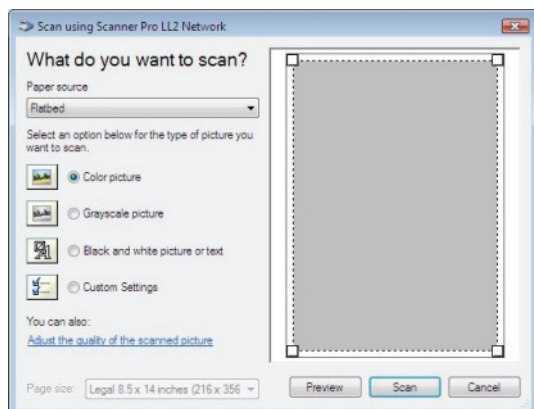 Scan using Scanner Pro LL2 Network
What do you want to scan?
Paper source
Flatbed
Select an option below for the type of picture you
want to scan.
Color picture
Grayscale picture
Black and white picture or text
Custom Settings
You can also:
Adjust the quality of the scanned picture
Page size: Legal 8.5 x 14 inches (216 x 356
Preview Scan Cancel